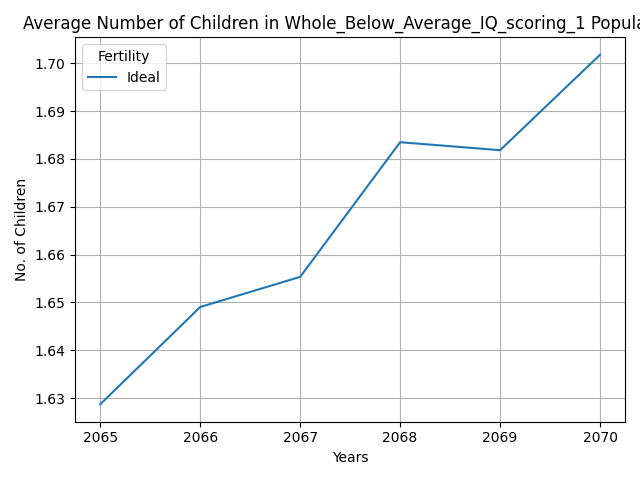 Average Number of Children in Whole_Below_Average_IQ_scoring_1 Popula
Fertility
Ideal
No. of Children
1.70
1.69
1.68
1.67
1.66
1.65
1.64
1.63
2065 2066 2067 2068 2069 2070
Years